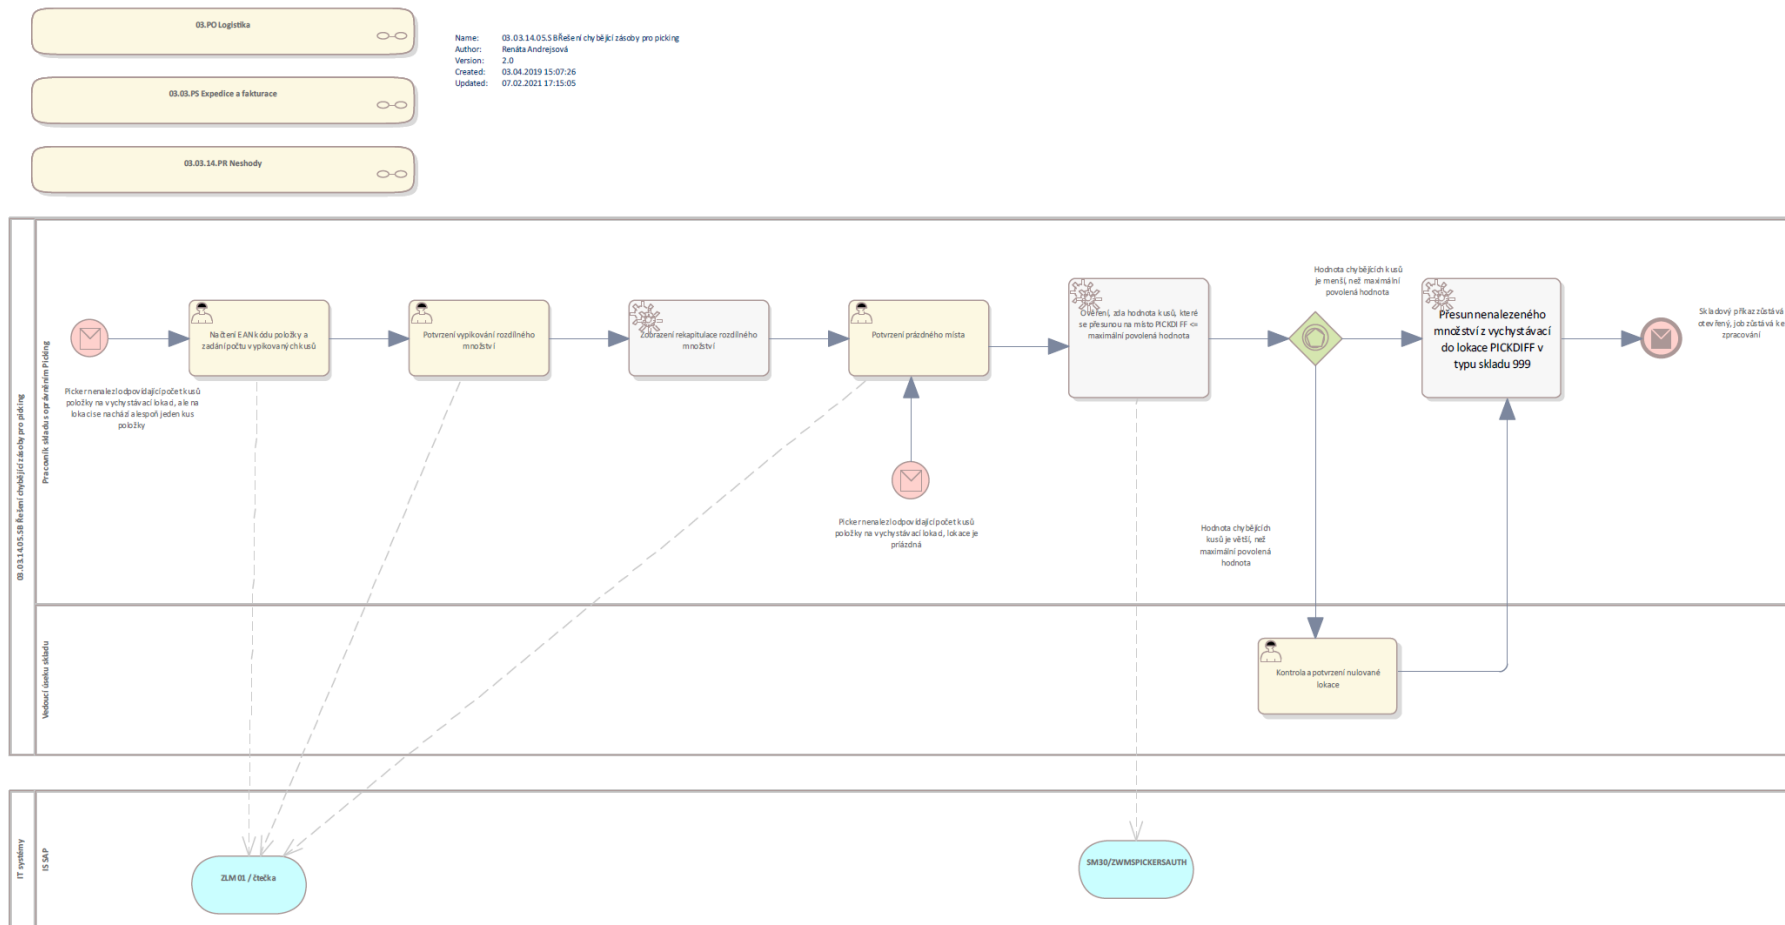 03.PO Logistika
03.03.PS Expedice a fakturace
03.03.14.PR Neshody
Name: 03.03.14.05.SB Řešení chybějící zásoby pro picking
Author: Renáta Andrejsová
Version: 2.0
Created: 03.04.2019 15:07:26
Updated: 07.02.2021 17:15:05
03.03.14.05.SB Řešení chybějící zásoby pro picking
Pracovník skladu s oprávněním Picking
Picker nenalezl odpovídající počet kusů
položky na vychystávací lokaci, ale na
lokaci se nachází alespoň jeden kus
položky
Načtení EAN kódu položky a
zadání počtu vypikovaných kusů
Potvrzení vypikování rozdílného
množství
Zobrazení rekapitulace rozdílného
množství
Potvrzení prázdného místa
Picker nenalezl odpovídající počet kusů
položky na vychystávací lokaci, lokace je
prlázdná
Ověření, zda hodnota kusů, které
se přesunou na místo PICKDIFF <=
maximální povolená hodnota
Hodnota chybějících kusů
je menší, než maximální
povolená hodnota
Hodnota chybějících
kusů je větší, než
maximální povolená
hodnota
Přesun nenalezeného
množství z vychystávací
do lokace PICKDIFF v
typu skladu 999
Skladový příkaz zůstává
otevřený, job zůstává ke
zpracování
Vedoucí úseku skladu
Kontrola a potvrzení nulované
lokace
IT systémy
IS SAP
ZLM 01 / čtečka
SM30/ZWMSPICKERSAUTH